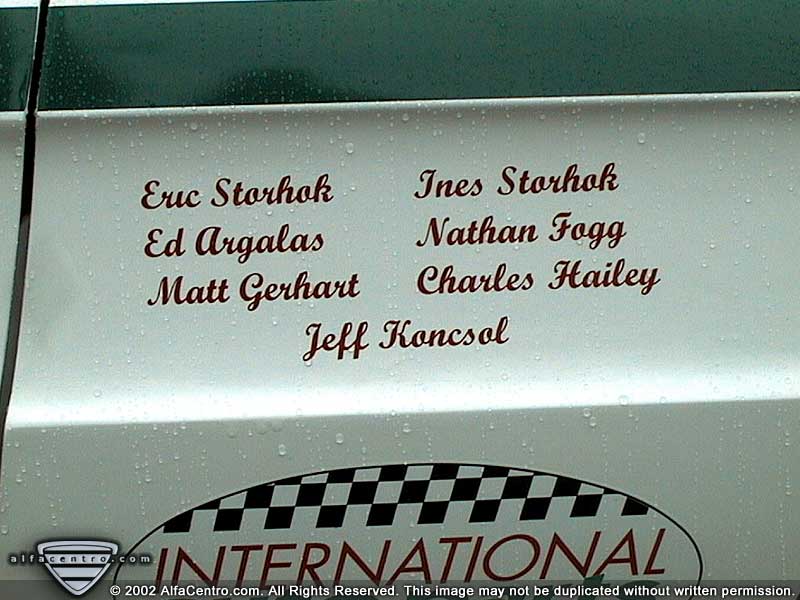 Eric Storhok Ines Storhok
Ed Argalas Nathan Fogg
Matt Gerhart Charles Hailey
Jeff Koncsol
INTERNATIONAL
alfacentro.com
© 2002 AlfaCentro.com. All Rights Reserved. This image may not be duplicated without written permission.